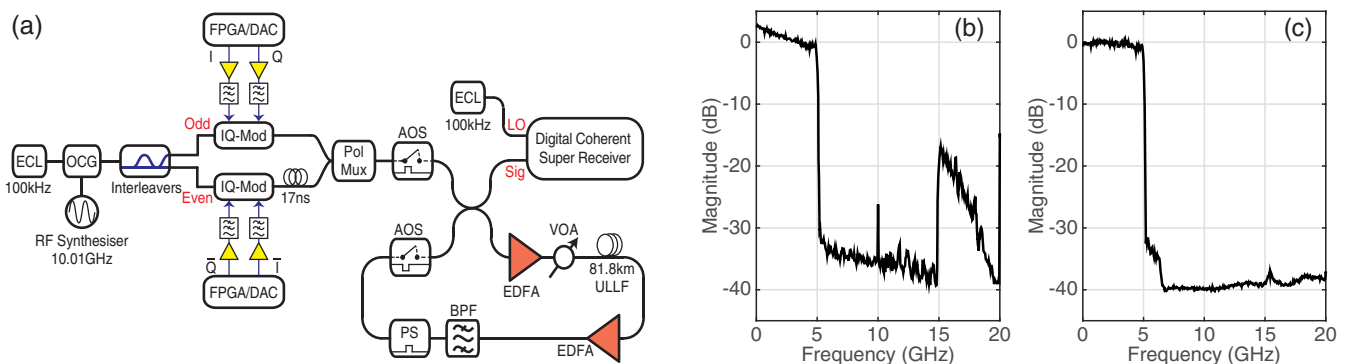 (a)
FPGA/DAC
I
Q
Odd
IQ-Mod
ECL
100kHz
OCG
Interleavers
RF Synthesiser
10.01GHz
Even
IQ-Mod
17ns
Q̅
I̅
FPGA/DAC
Pol
Mux
AOS
ECL
100kHz
LO
Sig
Digital Coherent
Super Receiver
AOS
EDFA
VOA
81.8km
ULLF
PS
BPF
EDFA
(b)
Magnitude (dB)
0
-10
-20
-30
-40
0 5 10 15 20
Frequency (GHz)
(c)
Magnitude (dB)
0
-10
-20
-30
-40
0 5 10 15 20
Frequency (GHz)